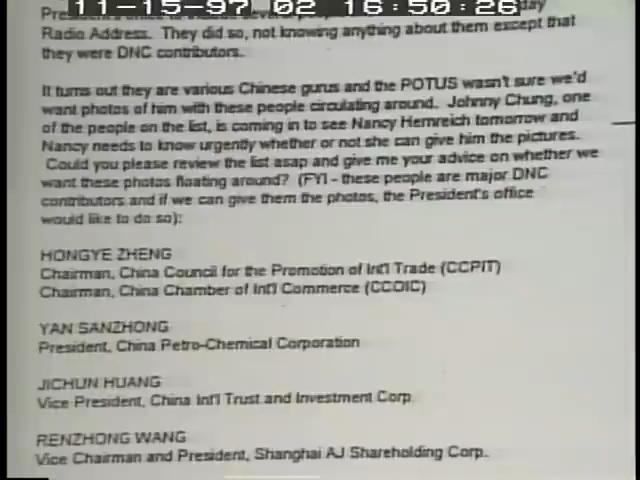 11-15-97 02 16:50:26
President's office to
day
Radio Address. They did so, not knowing anything about them except that
they were DNC contributors.
It turns out they are various Chinese gurus and the POTUS wasn't sure we'd
want photos of him with these people circulating around. Johnny Chung, one
of the people on the list, is coming in to see Nancy Hernreich tomorrow and
Nancy needs to know urgently whether or not she can give him the pictures.
Could you please review the list asap and give me your advice on whether we
want these photos floating around? (FYI - these people are major DNC
contributors and if we can give them the photos, the President's office
would like to do so):
HONGYE ZHENG
Chairman, China Council for the Promotion of Int'l Trade (CCPIT)
Chairman, China Chamber of Int'l Commerce (CCOIC)
YAN SANZHONG
President, China Petro-Chemical Corporation
JICHUN HUANG
Vice President, China Int'l Trust and Investment Corp.
RENZHONG WANG
Vice Chairman and President, Shanghai AJ Shareholding Corp.